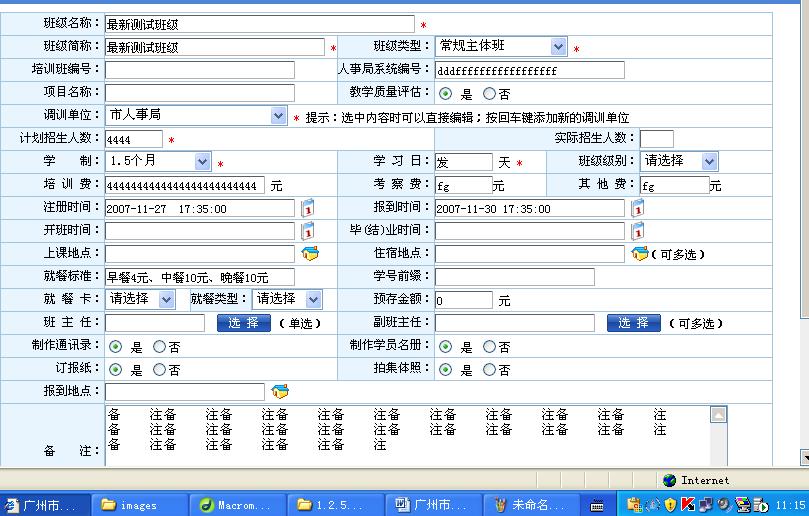 班级名称： 最新测试班级 *
班级简称： 最新测试班级 * 班级类型： 常规主体班 *
培训班编号： 人事局系统编号： dddffffffffffffffffff
项目名称： 教学质量评估： 是 否
调训单位： 市人事局 * 提示：选中内容时可以直接编辑；按回车键添加新的调训单位
计划招生人数： 4444 * 实际招生人数：
学 制： 1.5个月 * 学 习 日： 发 天 * 班级级别： 请选择
培 训 费： 4444444444444444444444444 元 考 察 费： fg 元 其 他 费： fg 元
注册时间： 2007-11-27 17:35:00 报到时间： 2007-11-30 17:35:00
开班时间： 毕(结)业时间：
上课地点： 住宿地点： (可多选)
就餐标准： 早餐4元、中餐10元、晚餐10元 学号前缀：
就 餐 卡： 请选择 就餐类型： 请选择 预存金额： 0 元
班 主 任： 选 择 (单选) 副班主任： 选 择 (可多选)
制作通讯录： 是 否 制作学员名册： 是 否
订报纸： 是 否 拍集体照： 是 否
报到地点：
备 注： 备 注备 注备 注备 注备 注备 注备 注备 注备 注备 注
备 注备 注备 注备 注备 注备 注备 注备 注备 注备 注
备 注备 注备 注备 注备 注
Internet
广州市... images Macrom... 1.2.5... 广州市... 未命名... 11:15